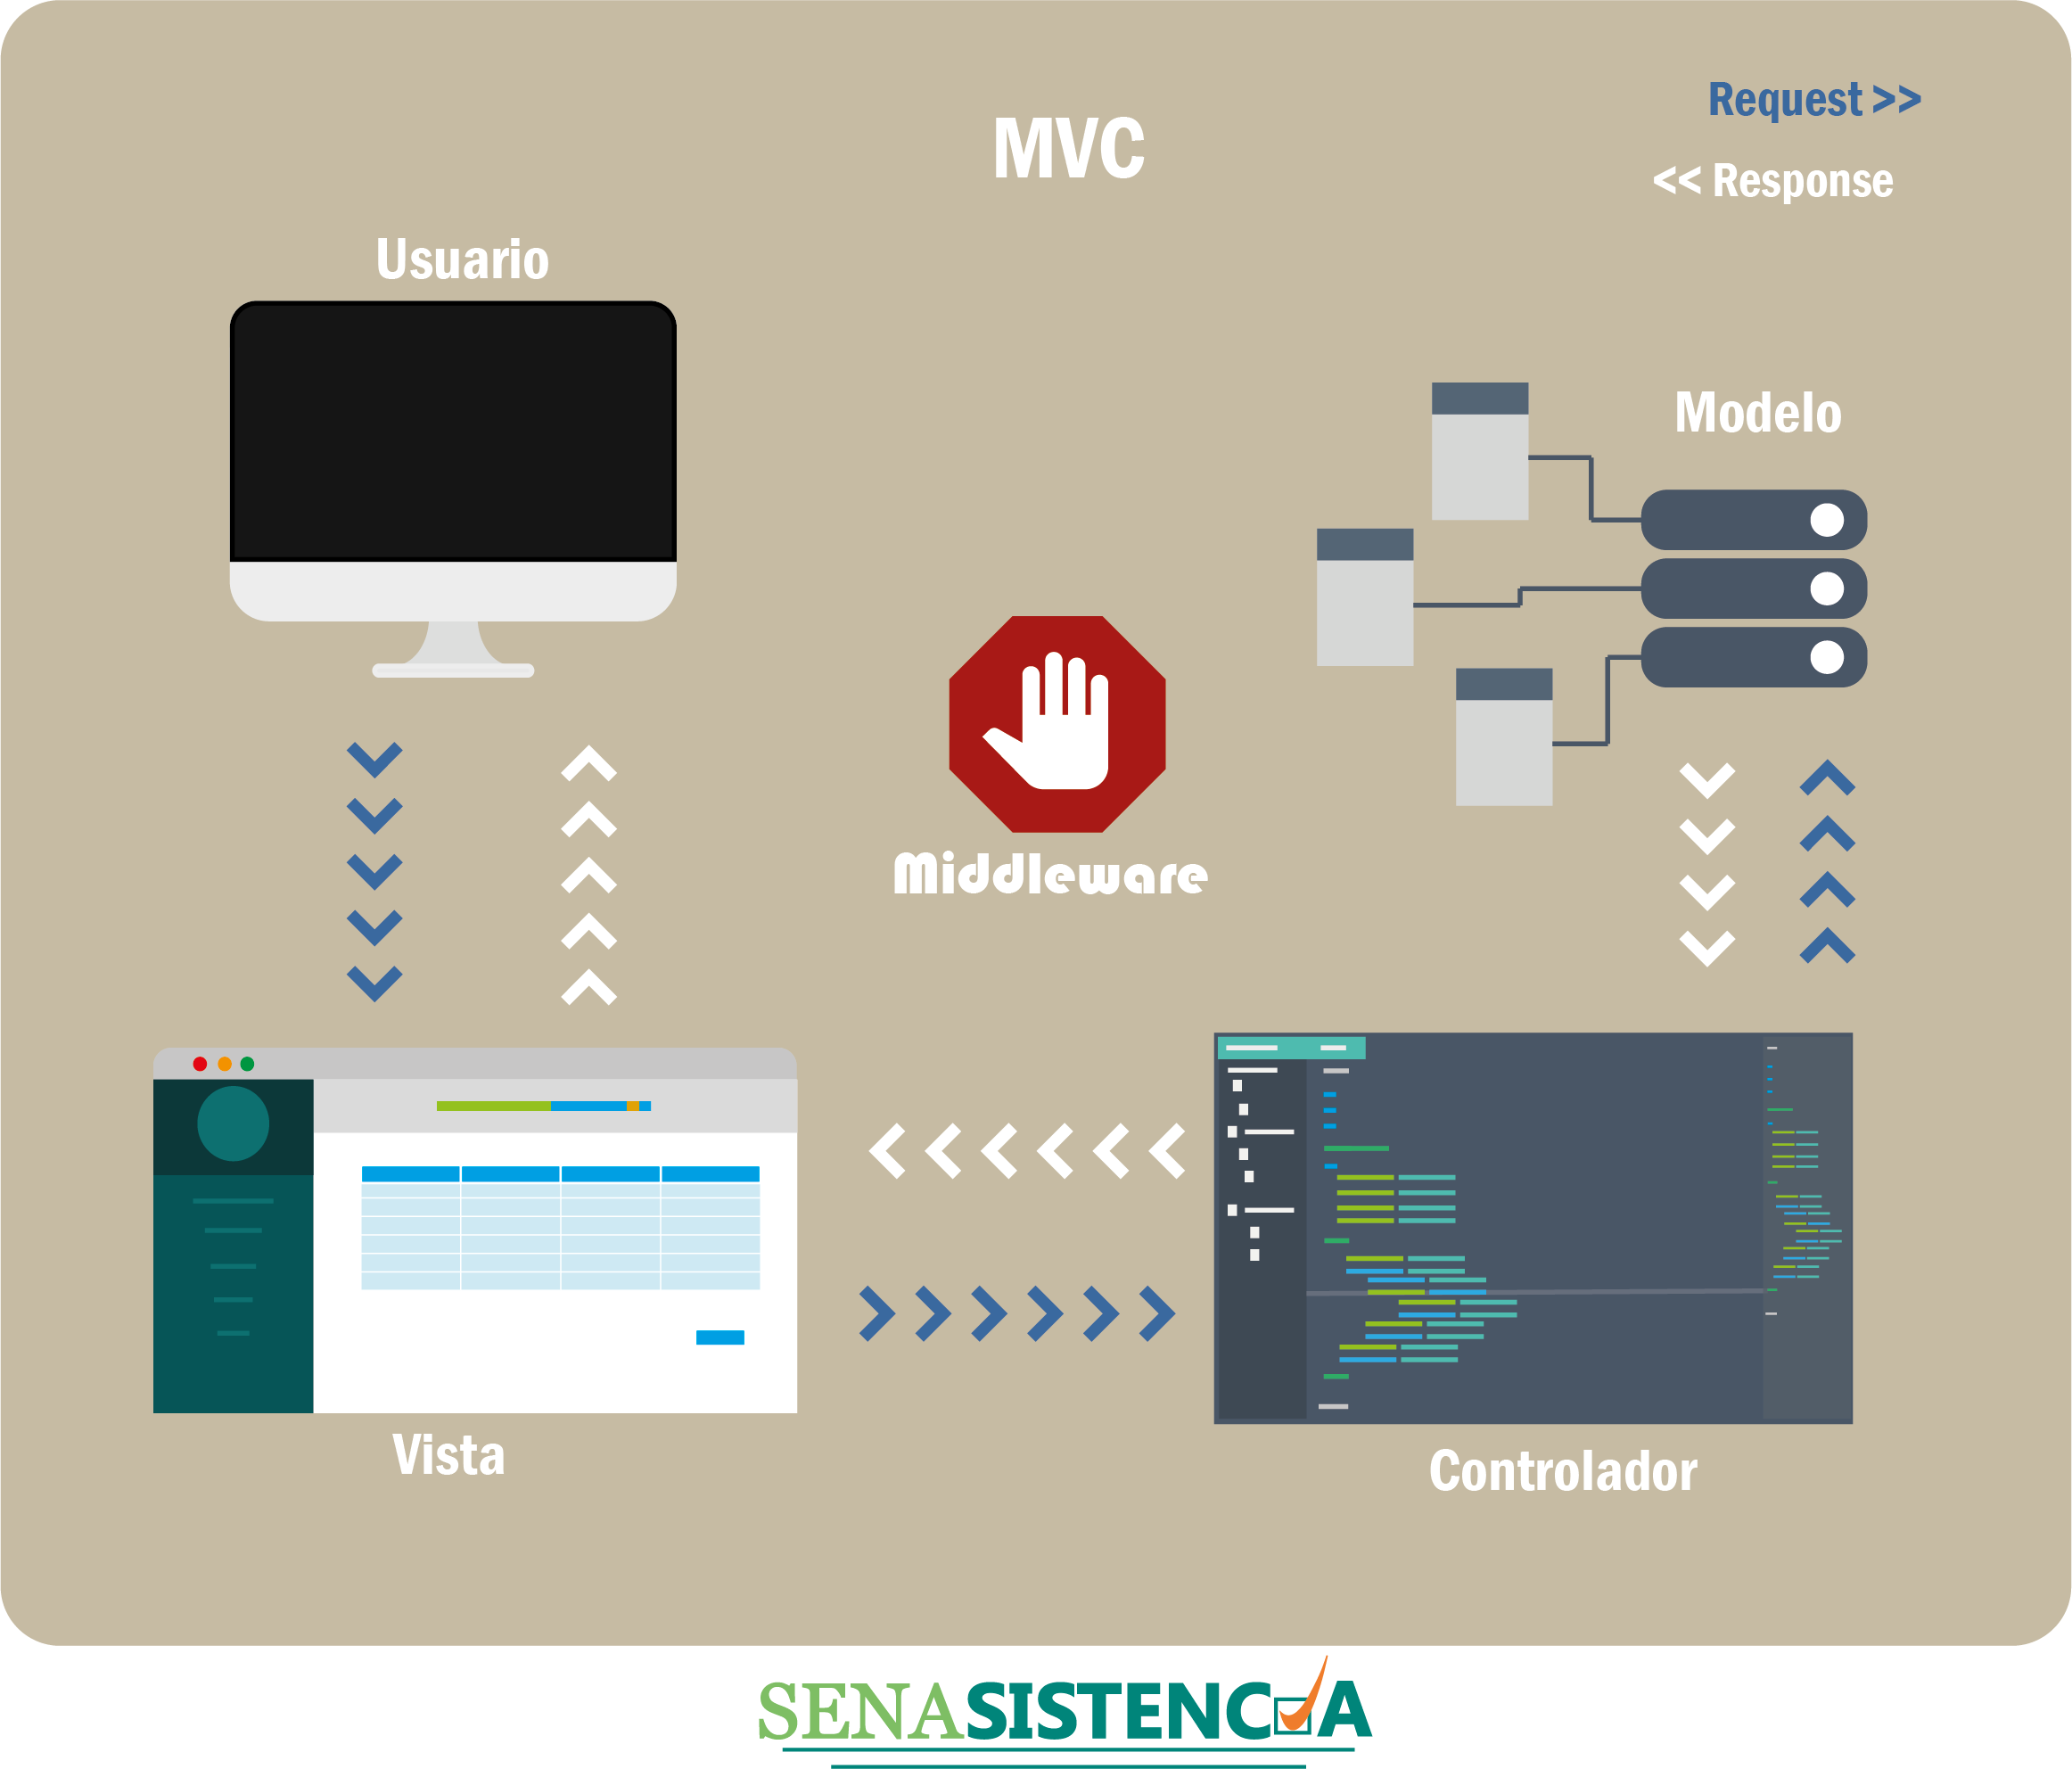 MVC
Request >>
<< Response
Usuario
Modelo
Middleware
Vista
Controlador
SENASISTENCIA